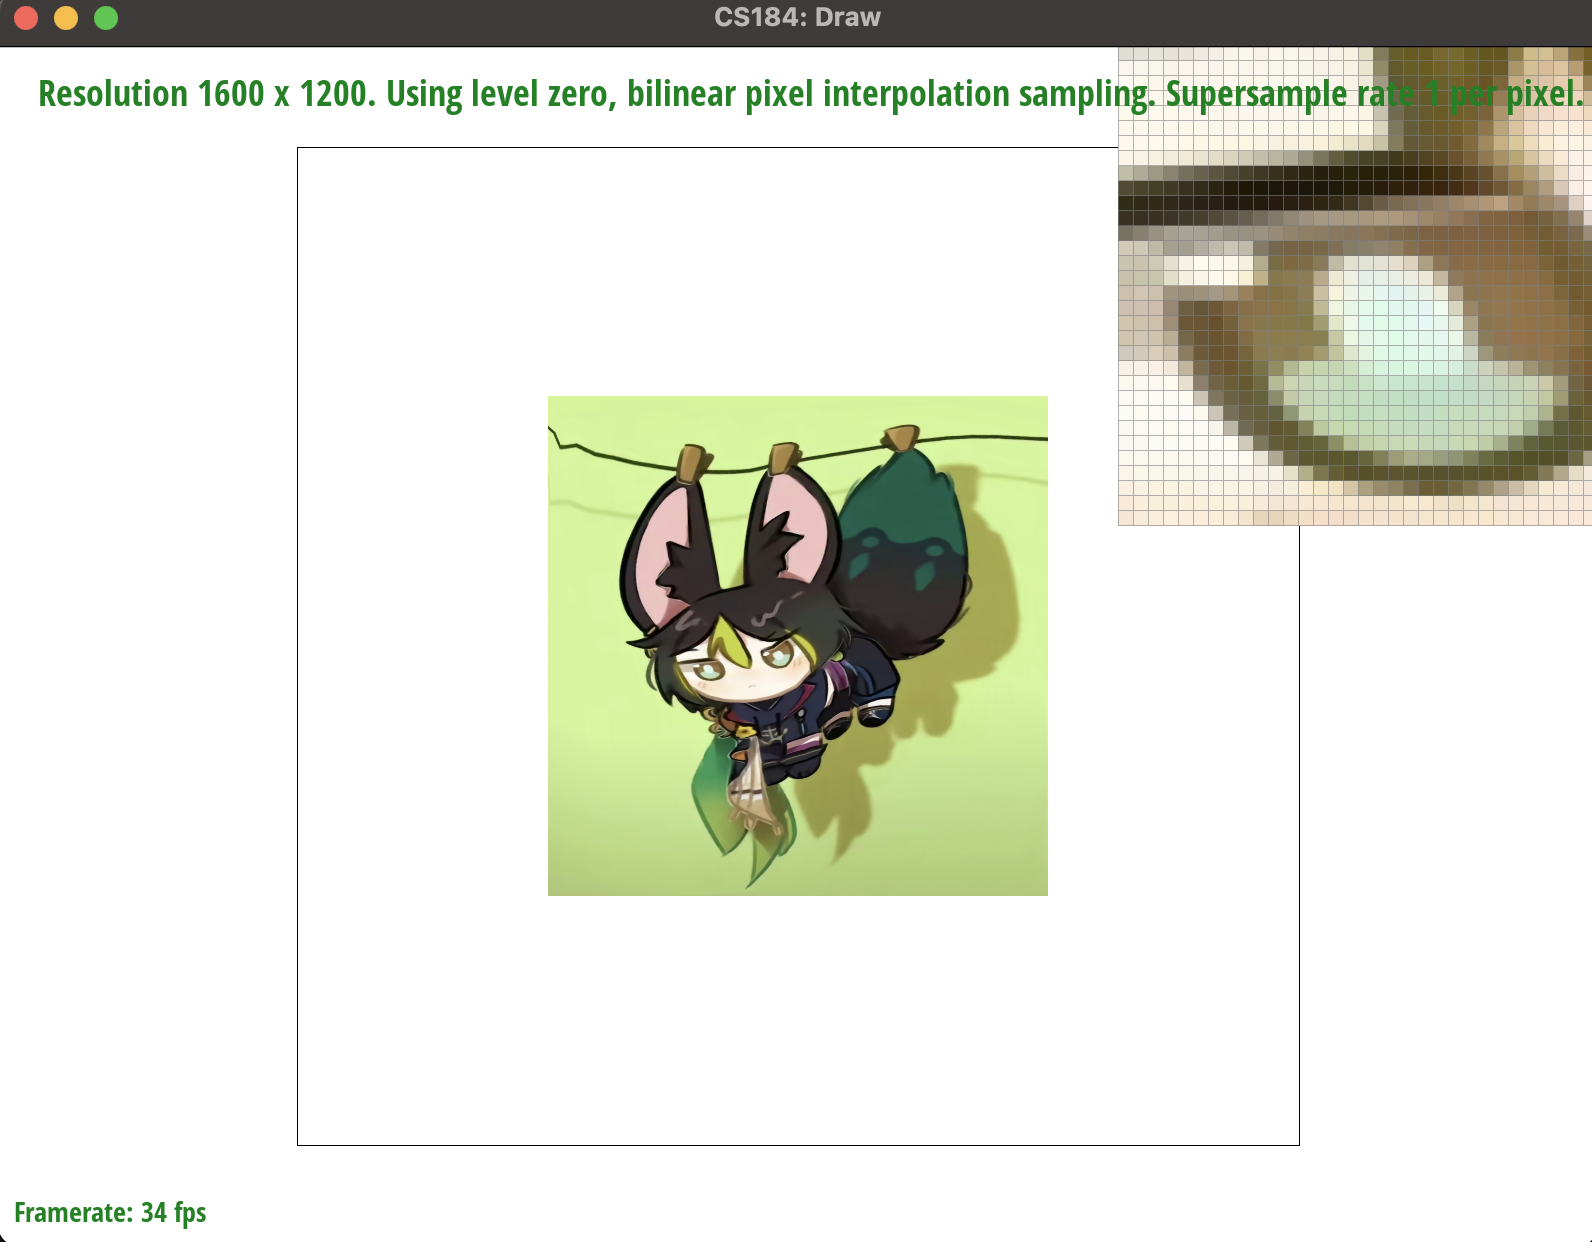 CS184: Draw
Resolution 1600 x 1200. Using level zero, bilinear pixel interpolation sampling. Supersample rate 1 per pixel.
Framerate: 34 fps